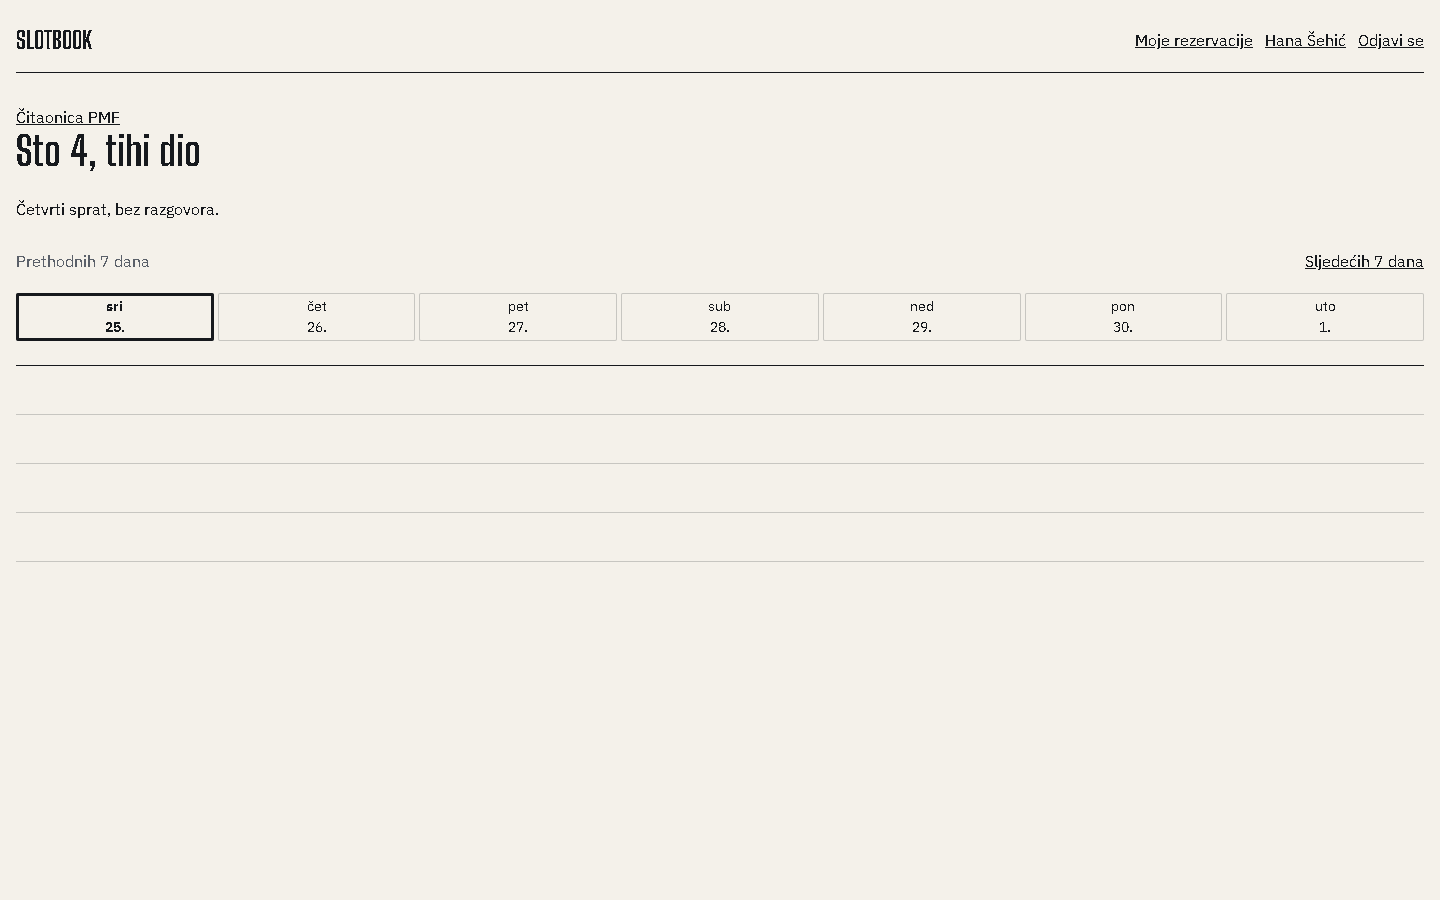 SLOTBOOK
Moje rezervacije Hana Šehić Odjavi se
Čitaonica PMF
Sto 4, tihi dio
Četvrti sprat, bez razgovora.
Prethodnih 7 dana
Sljedećih 7 dana
sri
25.
čet
26.
pet
27.
sub
28.
ned
29.
pon
30.
uto
1.